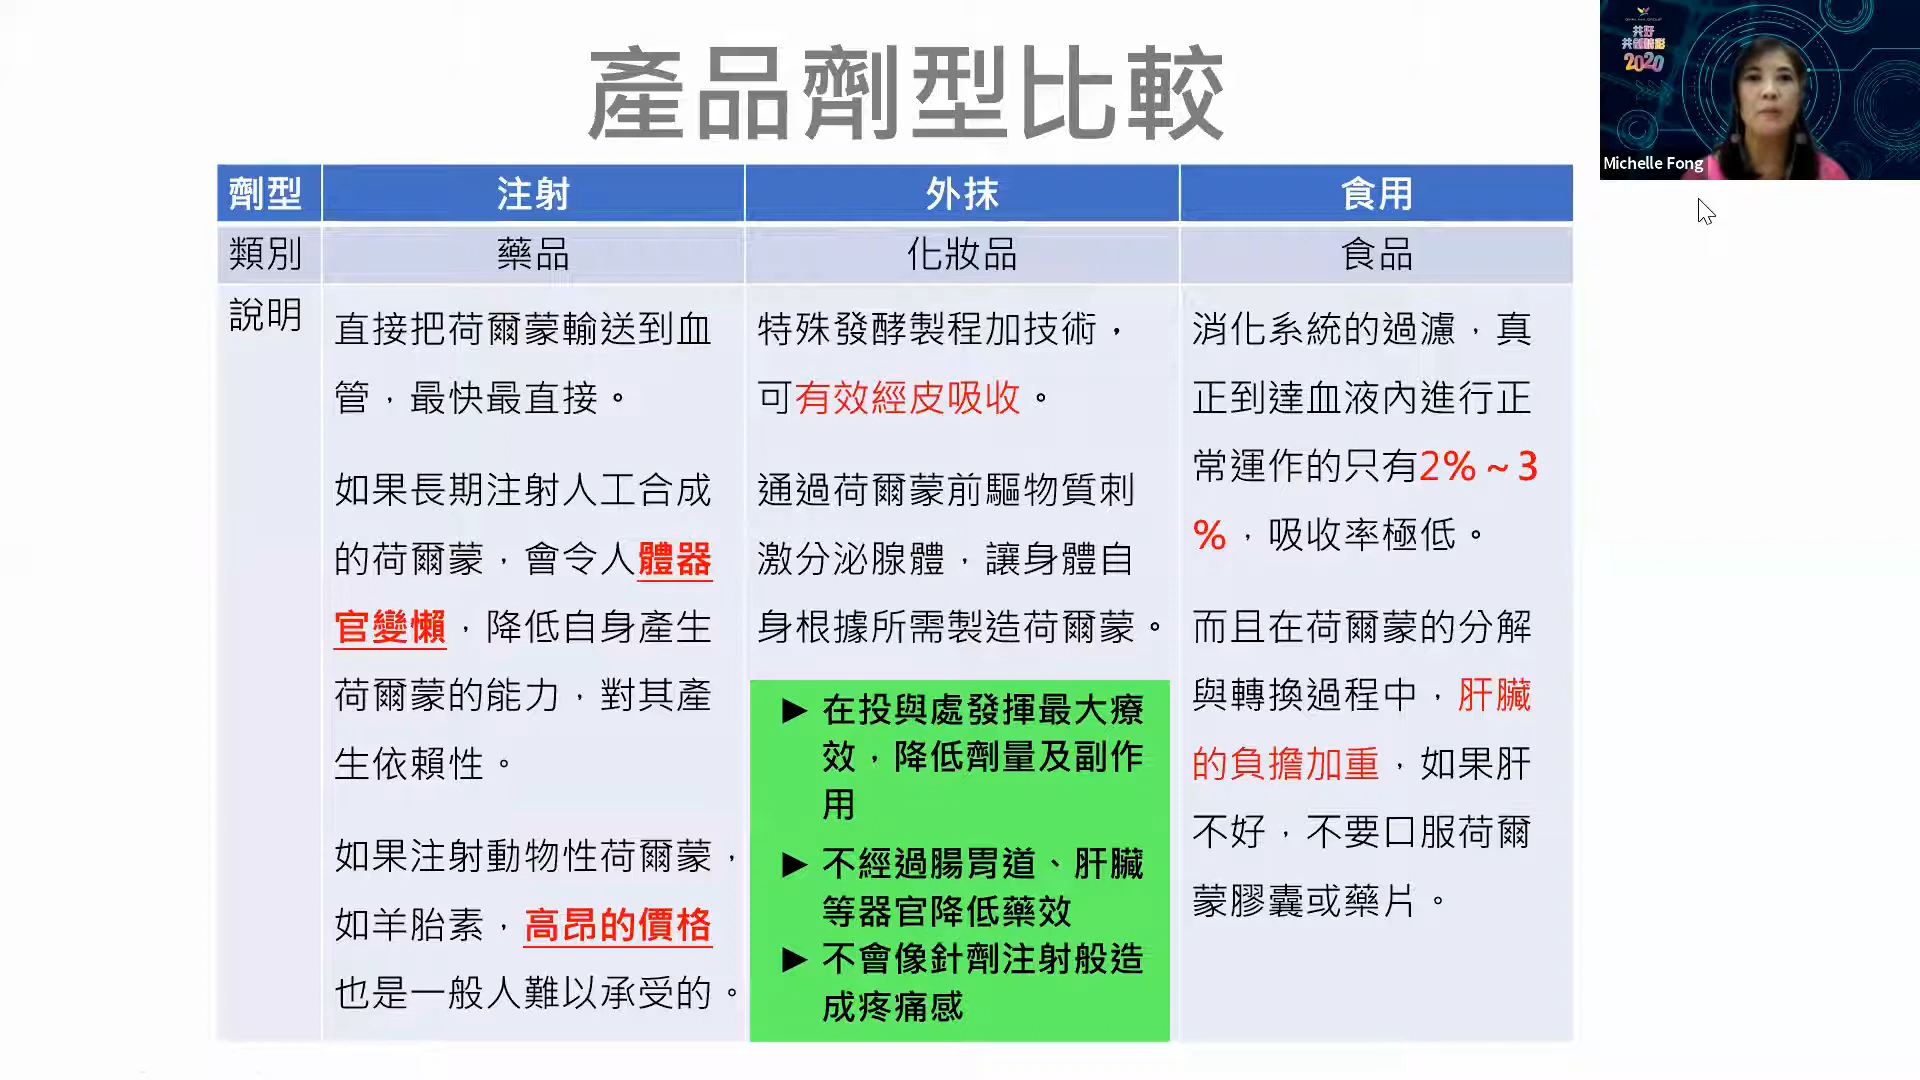 產品劑型比較
劑型 注射 外抹 食用
類別 藥品 化妝品 食品
說明
直接把荷爾蒙輸送到血
管，最快最直接。
如果長期注射人工合成
的荷爾蒙，會令人體器
官變懶，降低自身產生
荷爾蒙的能力，對其產
生依賴性。
如果注射動物性荷爾蒙，
如羊胎素，高昂的價格
也是一般人難以承受的。
特殊發酵製程加技術，
可有效經皮吸收。
通過荷爾蒙前驅物質刺
激分泌腺體，讓身體自
身根據所需製造荷爾蒙。
▶ 在投與處發揮最大療
效，降低劑量及副作
用
▶ 不經過腸胃道、肝臟
等器官降低藥效
▶ 不會像針劑注射般造
成疼痛感
消化系統的過濾，真
正到達血液內進行正
常運作的只有2%～3
%，吸收率極低。
而且在荷爾蒙的分解
與轉換過程中，肝臟
的負擔加重，如果肝
不好，不要口服荷爾
蒙膠囊或藥片。
共好
共創精彩
2020
Michelle Fong